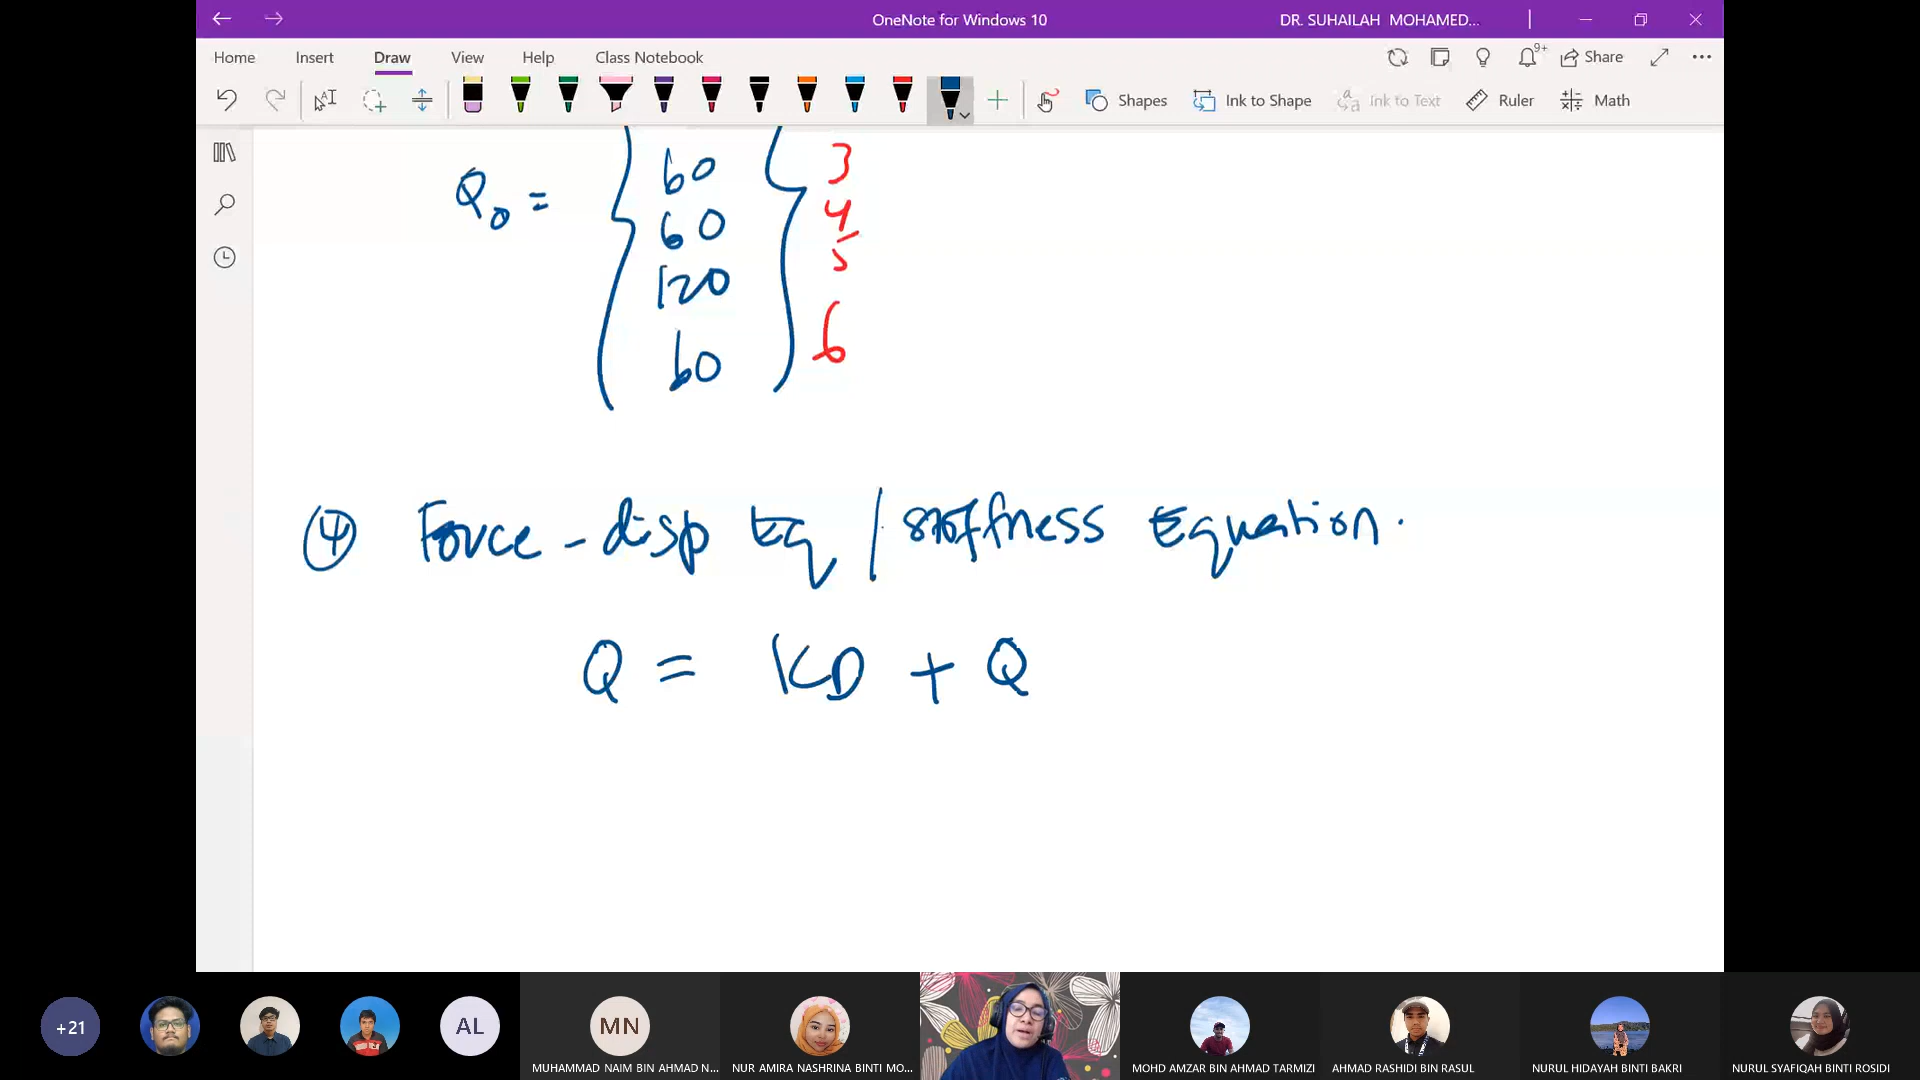 OneNote for Windows 10
DR. SUHAILAH MOHAMED...
Home Insert Draw View Help Class Notebook
9+ Share
Shapes Ink to Shape Ink to Text Ruler Math
60 3
Q0 = 60 4
120 5
60 6
④ Force - disp Eq / stiffness Equation.
Q = KD + Q
+21
AL
MN
MUHAMMAD NAIM BIN AHMAD N...
NUR AMIRA NASHRINA BINTI MO...
MOHD AMZAR BIN AHMAD TARMIZI
AHMAD RASHIDI BIN RASUL
NURUL HIDAYAH BINTI BAKRI
NURUL SYAFIQAH BINTI ROSIDI